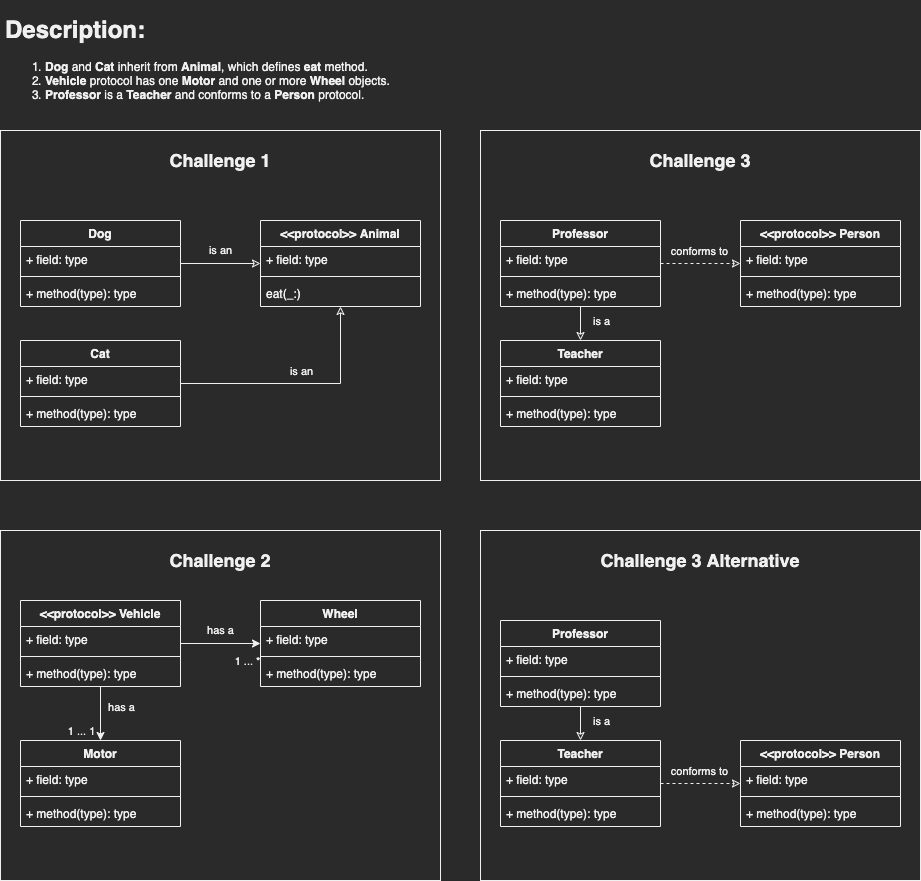 Description:
1. Dog and Cat inherit from Animal, which defines eat method.
2. Vehicle protocol has one Motor and one or more Wheel objects.
3. Professor is a Teacher and conforms to a Person protocol.
Challenge 1
Dog
+ field: type
+ method(type): type
is an
<<protocol>> Animal
+ field: type
eat(_:)
Cat
+ field: type
+ method(type): type
is an
Challenge 3
Professor
+ field: type
+ method(type): type
conforms to
<<protocol>> Person
+ field: type
+ method(type): type
is a
Teacher
+ field: type
+ method(type): type
Challenge 2
<<protocol>> Vehicle
+ field: type
+ method(type): type
has a
1 ... *
Wheel
+ field: type
+ method(type): type
has a
1 ... 1
Motor
+ field: type
+ method(type): type
Challenge 3 Alternative
Professor
+ field: type
+ method(type): type
is a
Teacher
+ field: type
+ method(type): type
conforms to
<<protocol>> Person
+ field: type
+ method(type): type